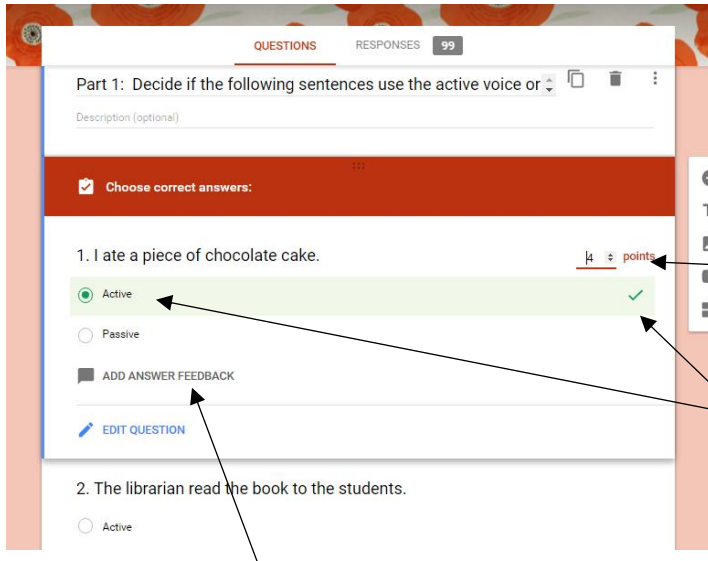 QUESTIONS RESPONSES 99
Part 1: Decide if the following sentences use the active voice or
Description (optional)
Choose correct answers:
1. I ate a piece of chocolate cake. 4 points
Active
Passive
ADD ANSWER FEEDBACK
EDIT QUESTION
2. The librarian read the book to the students.
Active